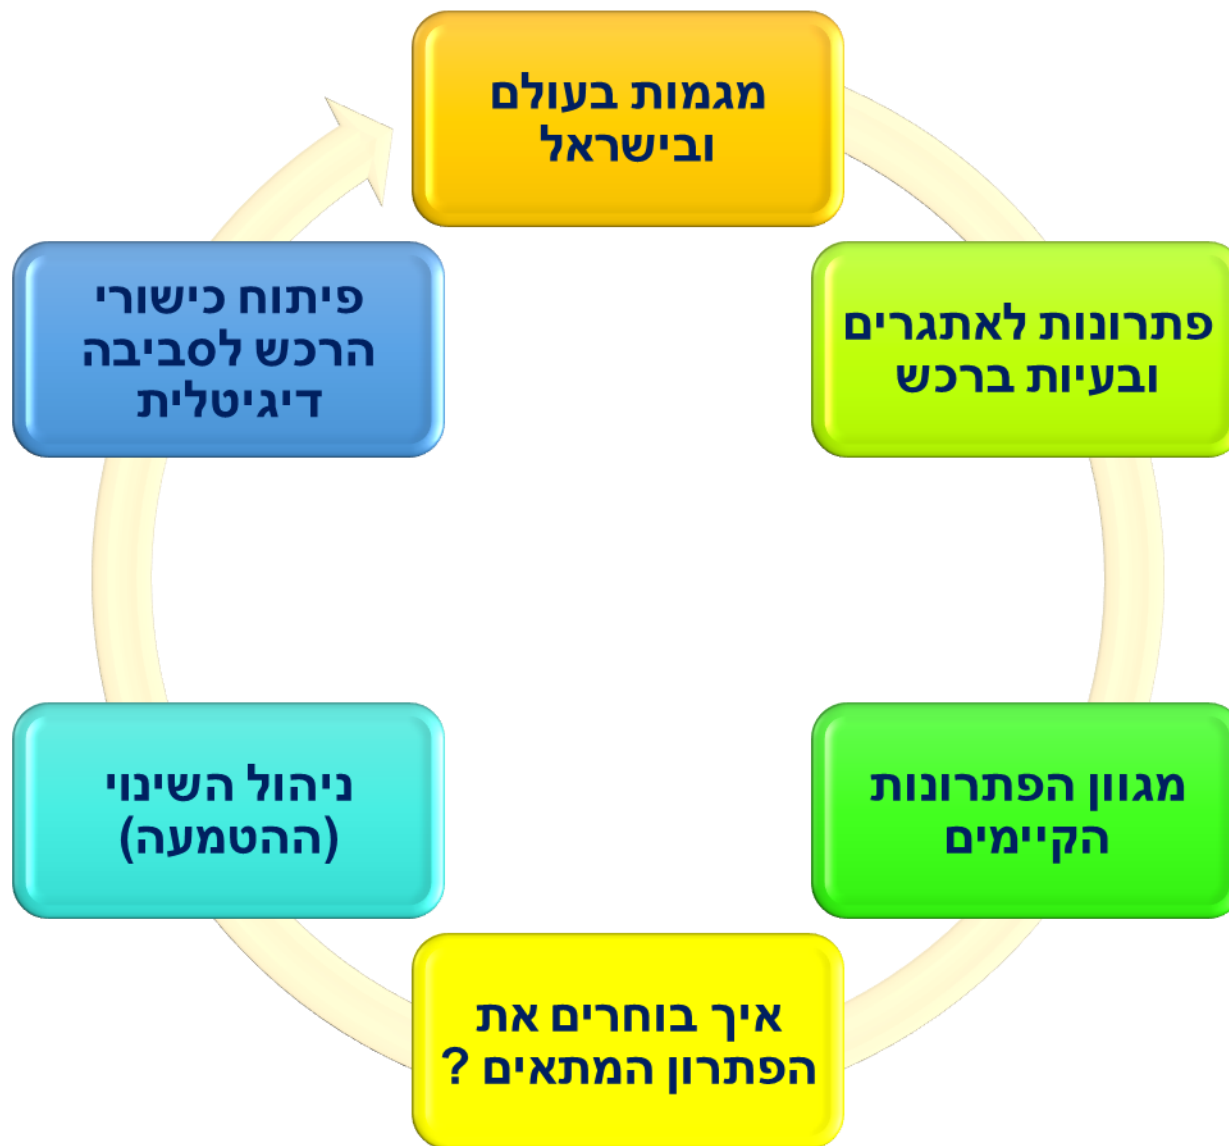 מגמות בעולם
ובישראל
פתרונות לאתגרים
ובעיות ברכש
מגוון הפתרונות
הקיימים
איך בוחרים את
הפתרון המתאים ?
ניהול השינוי
(ההטמעה)
פיתוח כישורי
הרכש לסביבה
דיגיטלית